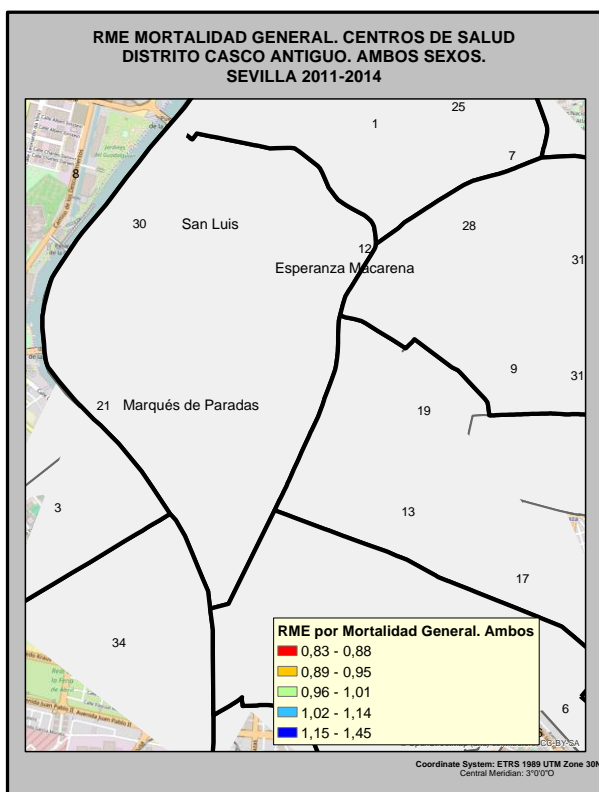 RME MORTALIDAD GENERAL. CENTROS DE SALUD
DISTRITO CASCO ANTIGUO. AMBOS SEXOS.
SEVILLA 2011-2014
25
1
7
8
30
San Luis
28
12
31
Esperanza Macarena
9
31
21
Marqués de Paradas
19
3
13
17
34
RME por Mortalidad General. Ambos
0,83 - 0,88
0,89 - 0,95
0,96 - 1,01
1,02 - 1,14
1,15 - 1,45
6
CC-BY-SA
Coordinate System: ETRS 1989 UTM Zone 30N
Central Meridian: 3°0'0"O